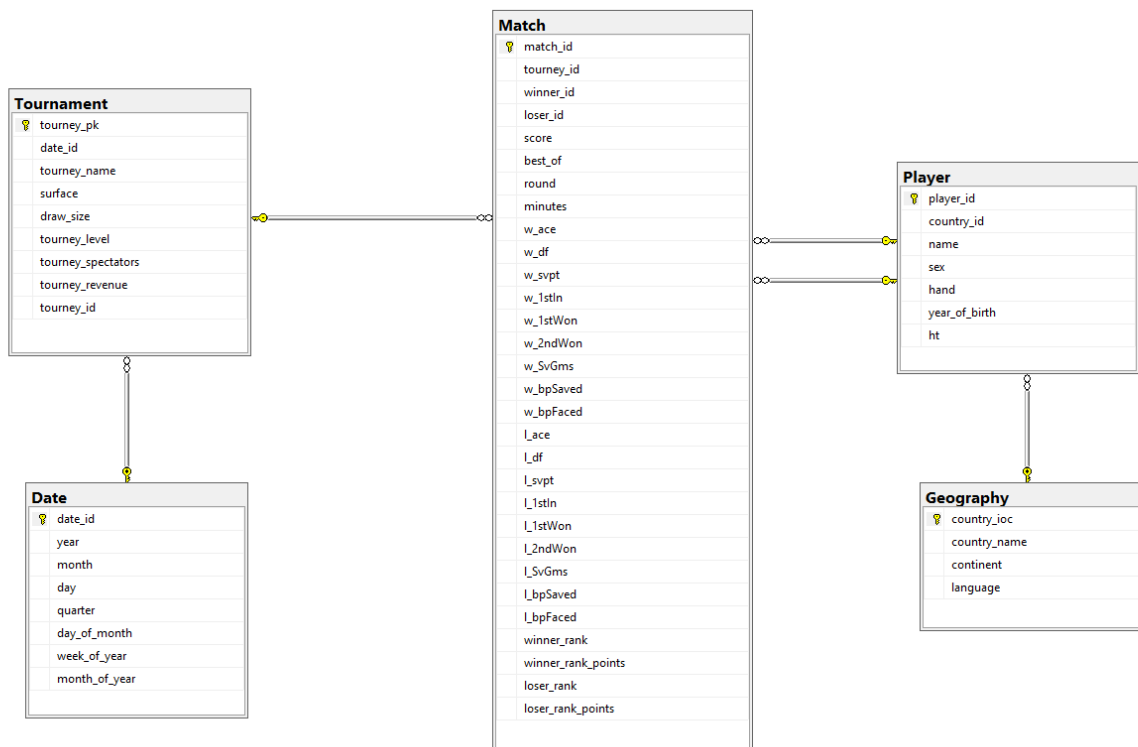 Match
match_id
tourney_id
winner_id
loser_id
score
best_of
round
minutes
w_ace
w_df
w_svpt
w_1stIn
w_1stWon
w_2ndWon
w_SvGms
w_bpSaved
w_bpFaced
l_ace
l_df
l_svpt
l_1stIn
l_1stWon
l_2ndWon
l_SvGms
l_bpSaved
l_bpFaced
winner_rank
winner_rank_points
loser_rank
loser_rank_points
Tournament
tourney_pk
date_id
tourney_name
surface
draw_size
tourney_level
tourney_spectators
tourney_revenue
tourney_id
Player
player_id
country_id
name
sex
hand
year_of_birth
ht
Date
date_id
year
month
day
quarter
day_of_month
week_of_year
month_of_year
Geography
country_ioc
country_name
continent
language